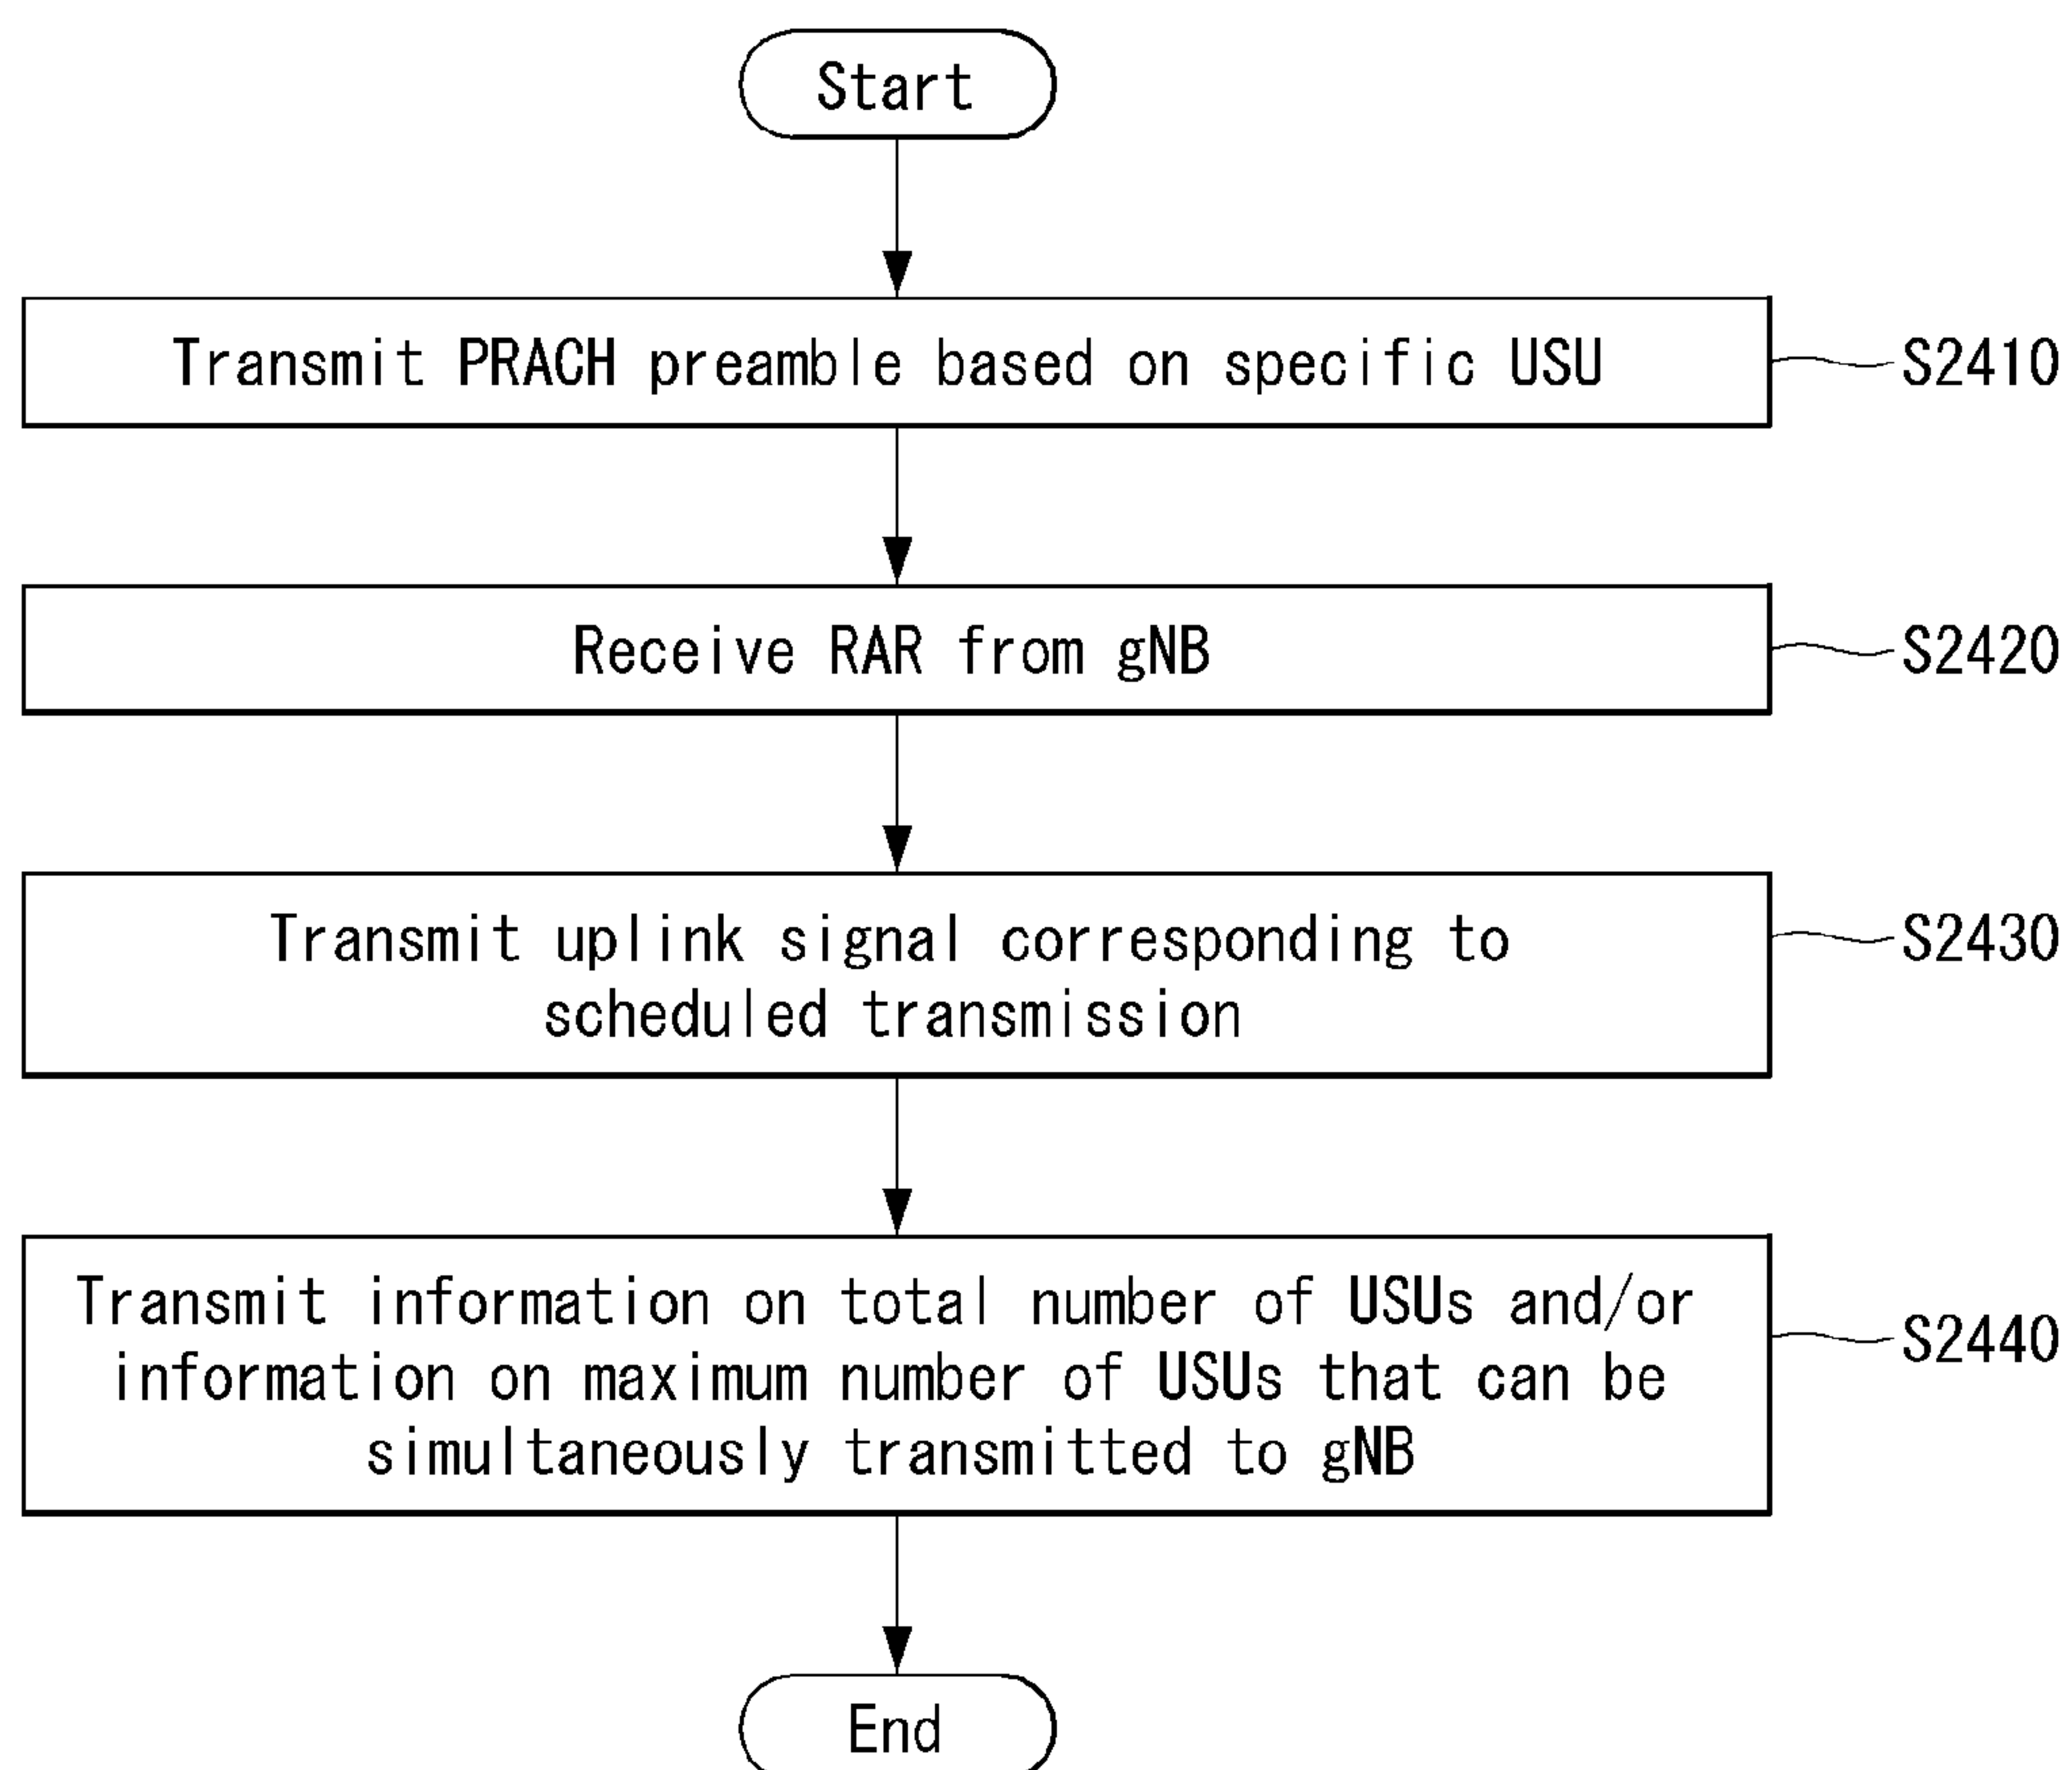 Start
Transmit PRACH preamble based on specific USU
S2410
Receive RAR from gNB
S2420
Transmit uplink signal corresponding to
scheduled transmission
S2430
Transmit information on total number of USUs and/or
information on maximum number of USUs that can be
simultaneously transmitted to gNB
S2440
End